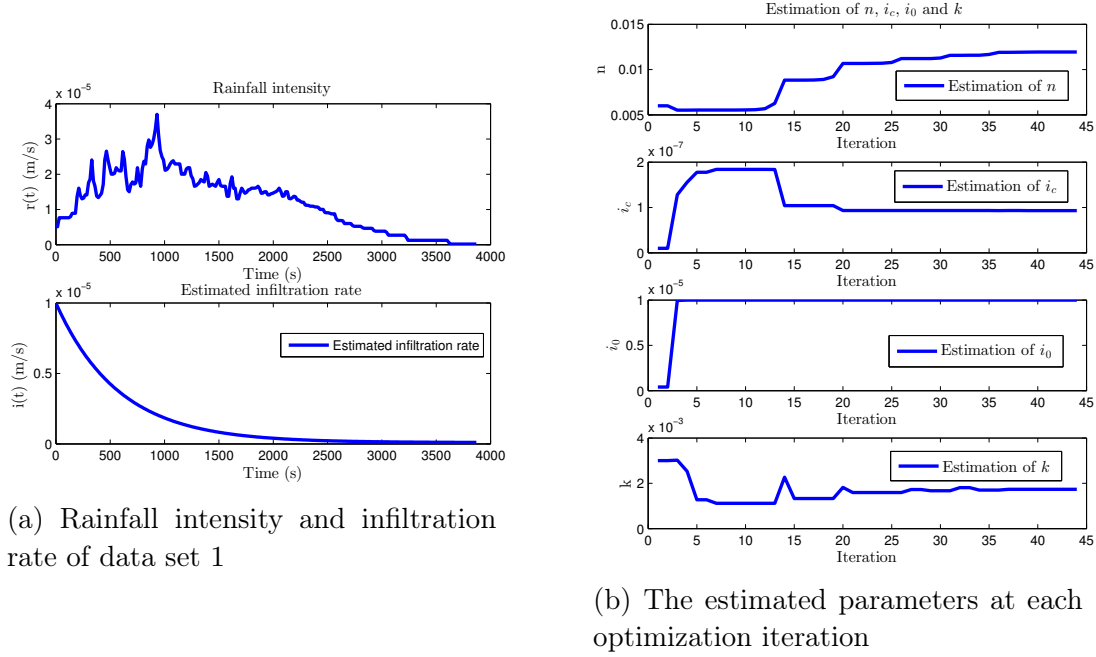 Rainfall intensity
x 10⁻⁵
4
3
2
1
0
r(t) (m/s)
0 500 1000 1500 2000 2500 3000 3500 4000
Time (s)
Estimated infiltration rate
x 10⁻⁵
1
0.5
0
i(t) (m/s)
Estimated infiltration rate
0 500 1000 1500 2000 2500 3000 3500 4000
Time (s)
(a) Rainfall intensity and infiltration
rate of data set 1
Estimation of n, i_c, i_0 and k
0.015
0.01
0.005
n
Estimation of n
0 5 10 15 20 25 30 35 40 45
Iteration
x 10⁻⁷
2
1
0
i_c
Estimation of i_c
0 5 10 15 20 25 30 35 40 45
Iteration
x 10⁻⁵
1
0.5
0
i_0
Estimation of i_0
0 5 10 15 20 25 30 35 40 45
Iteration
x 10⁻³
4
2
0
k
Estimation of k
0 5 10 15 20 25 30 35 40 45
Iteration
(b) The estimated parameters at each
optimization iteration